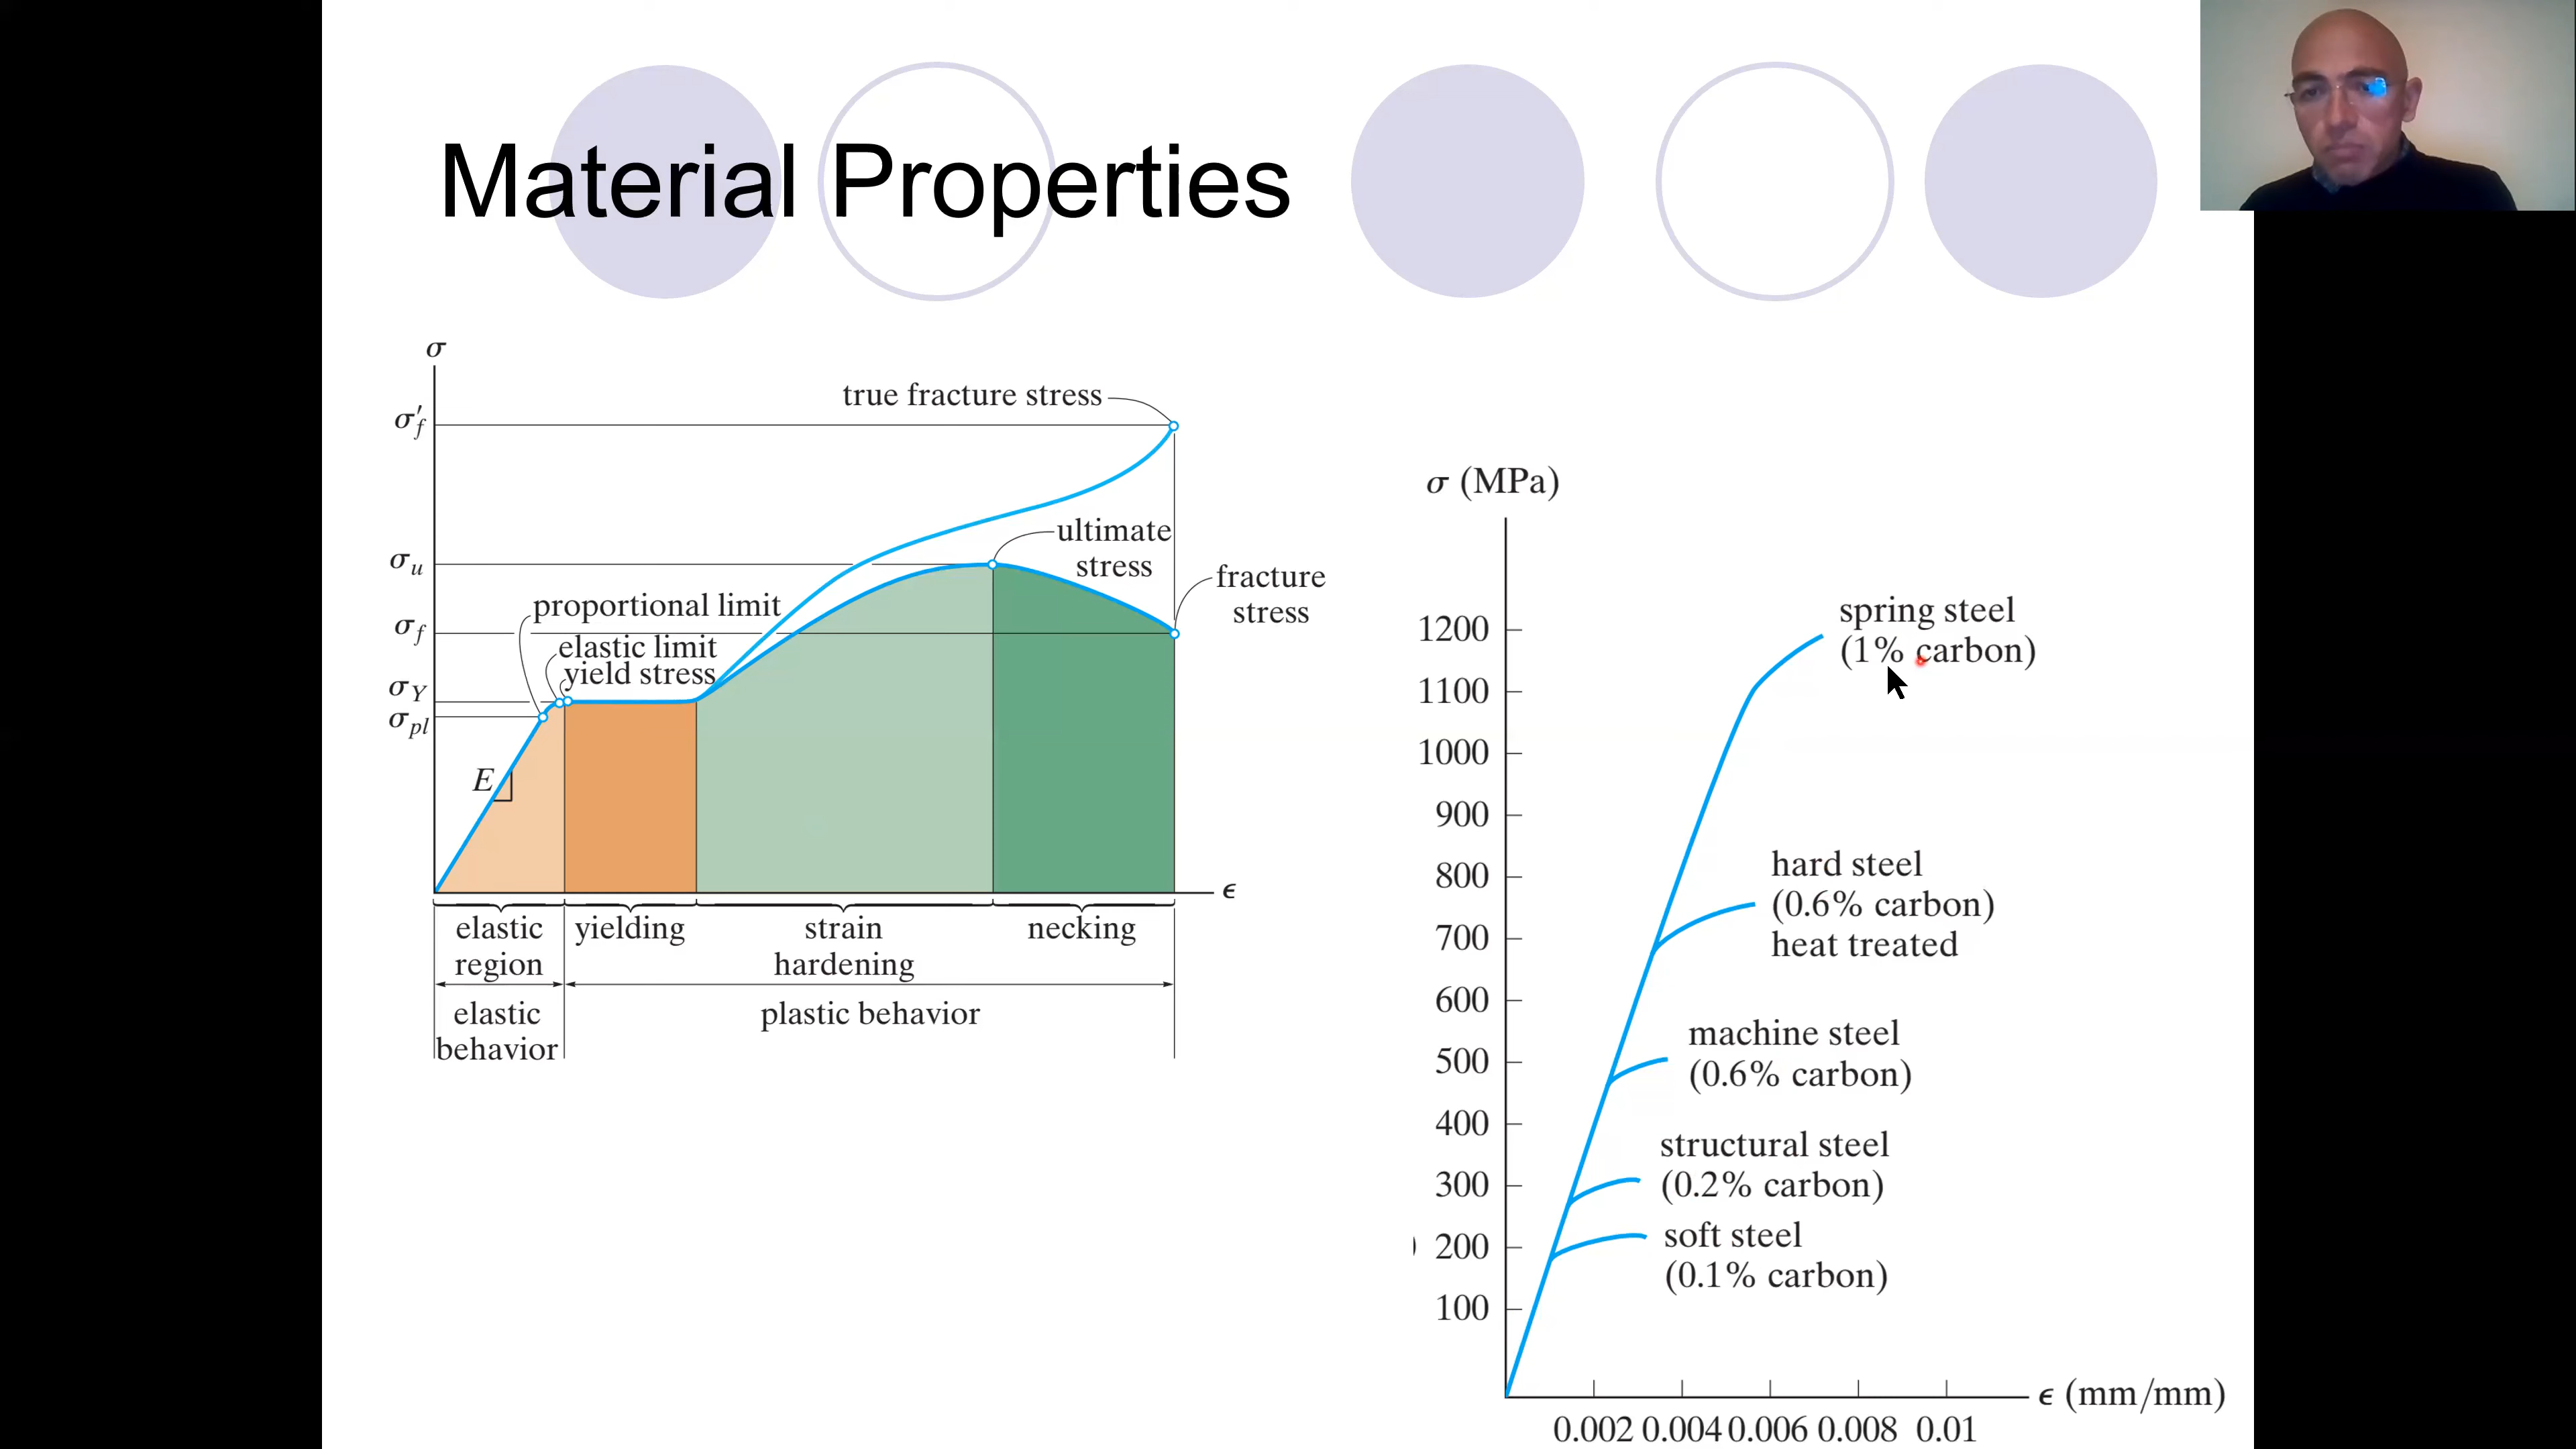 Material Properties
σ
σ′f
σu
σf
σY
σpl
true fracture stress
ultimate
stress
fracture
stress
proportional limit
elastic limit
yield stress
E
ϵ
elastic
region
yielding
strain
hardening
necking
elastic
behavior
plastic behavior
σ (MPa)
1200
1100
1000
900
800
700
600
500
400
300
) 200
100
spring steel
(1% carbon)
hard steel
(0.6% carbon)
heat treated
machine steel
(0.6% carbon)
structural steel
(0.2% carbon)
soft steel
(0.1% carbon)
ϵ (mm/mm)
0.002 0.004 0.006 0.008 0.01